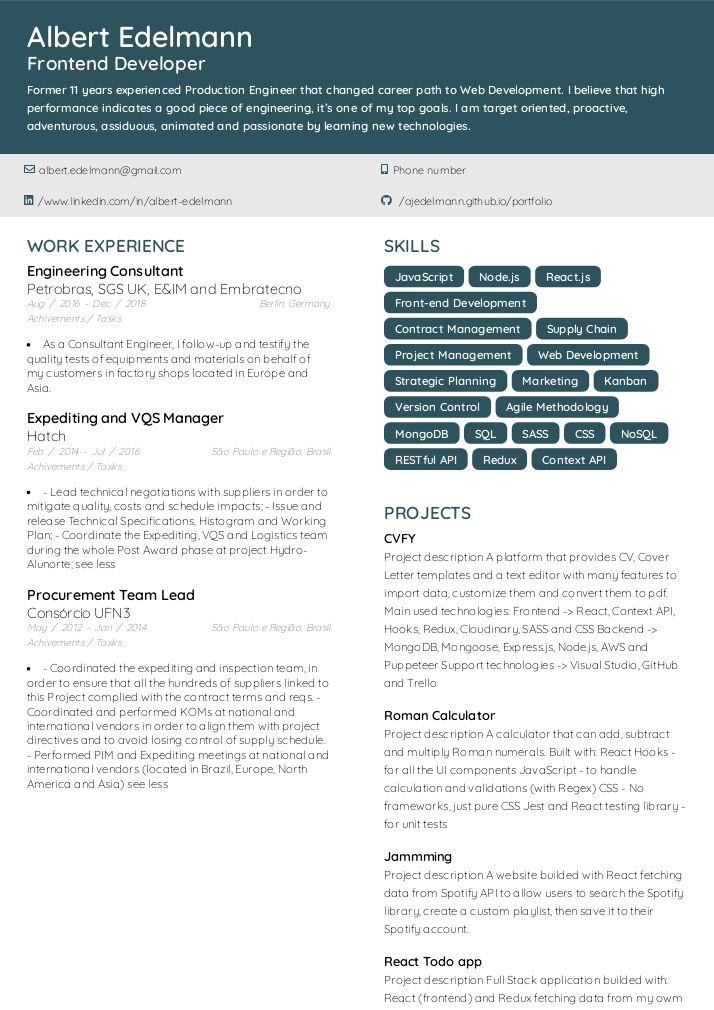 Albert Edelmann
Frontend Developer
Former 11 years experienced Production Engineer that changed career path to Web Development. I believe that high
performance indicates a good piece of engineering, it's one of my top goals. I am target oriented, proactive,
adventurous, assiduous, animated and passionate by learning new technologies.
albert.edelmann@gmail.com
Phone number
/www.linkedin.com/in/albert-edelmann
/ajedelmann.github.io/portfolio
WORK EXPERIENCE
Engineering Consultant
Petrobras, SGS UK, E&IM and Embratecno
Aug / 2016 - Dec / 2018 Berlin, Germany
Achivements / Tasks
• As a Consultant Engineer, I follow-up and testify the
quality tests of equipments and materials on behalf of
my customers in factory shops located in Europe and
Asia.
Expediting and VQS Manager
Hatch
Feb / 2014 - Jul / 2016 São Paulo e Região, Brasil
Achivements / Tasks
• - Lead technical negotiations with suppliers in order to
mitigate quality, costs and schedule impacts; - Issue and
release Technical Specifications, Histogram and Working
Plan; - Coordinate the Expediting, VQS and Logistics team
during the whole Post Award phase at project Hydro-
Alunorte; see less
Procurement Team Lead
Consórcio UFN3
May / 2012 - Jan / 2014 São Paulo e Região, Brasil
Achivements / Tasks
• - Coordinated the expediting and inspection team, in
order to ensure that all the hundreds of suppliers linked to
this Project complied with the contract terms and reqs. -
Coordinated and performed KOMs at national and
international vendors in order to align them with project
directives and to avoid losing control of supply schedule.
- Performed PIM and Expediting meetings at national and
international vendors (located in Brazil, Europe, North
America and Asia) see less
SKILLS
JavaScript Node.js React.js
Front-end Development
Contract Management Supply Chain
Project Management Web Development
Strategic Planning Marketing Kanban
Version Control Agile Methodology
MongoDB SQL SASS CSS NoSQL
RESTful API Redux Context API
PROJECTS
CVFY
Project description A platform that provides CV, Cover
Letter templates and a text editor with many features to
import data, customize them and convert them to pdf.
Main used technologies: Frontend -> React, Context API,
Hooks, Redux, Cloudinary, SASS and CSS Backend ->
MongoDB, Mongoose, Express.js, Node.js, AWS and
Puppeteer Support technologies -> Visual Studio, GitHub
and Trello
Roman Calculator
Project description A calculator that can add, subtract
and multiply Roman numerals. Built with: React Hooks -
for all the UI components JavaScript - to handle
calculation and validations (with Regex) CSS - No
frameworks, just pure CSS Jest and React testing library -
for unit tests
Jammming
Project description A website builded with React fetching
data from Spotify API to allow users to search the Spotify
library, create a custom playlist, then save it to their
Spotify account.
React Todo app
Project description Full Stack application builded with:
React (frontend) and Redux fetching data from my owm